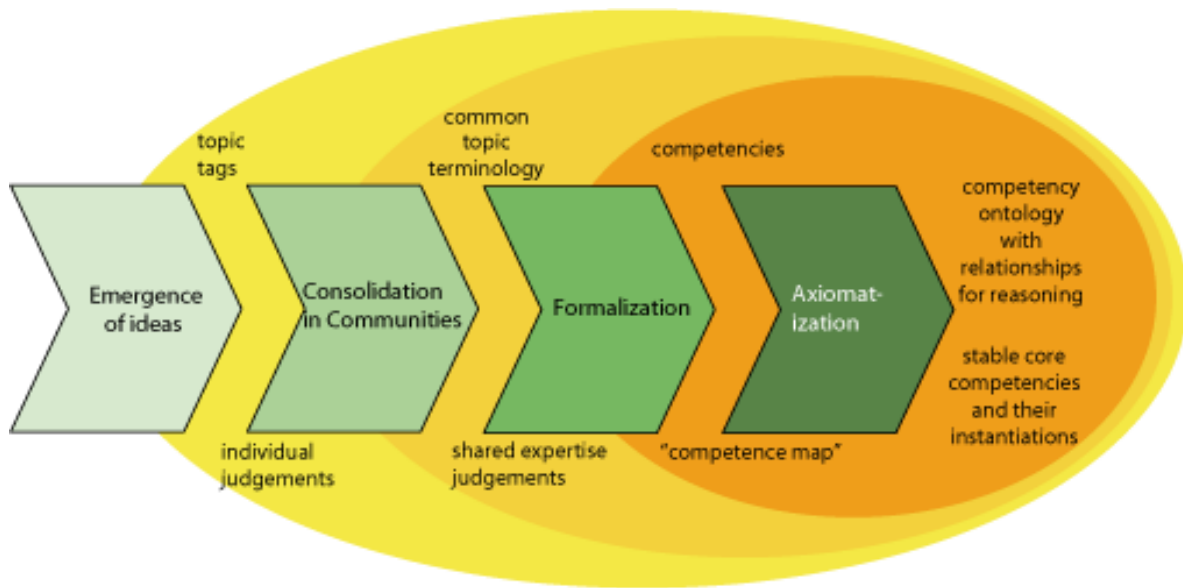 topic
tags
common
topic
terminology
competencies
Emergence
of ideas
Consolidation
in Communities
Formalization
Axiomat-
ization
competency
ontology
with
relationships
for reasoning
stable core
competencies
and their
instantiations
individual
judgements
shared expertise
judgements
"competence map"